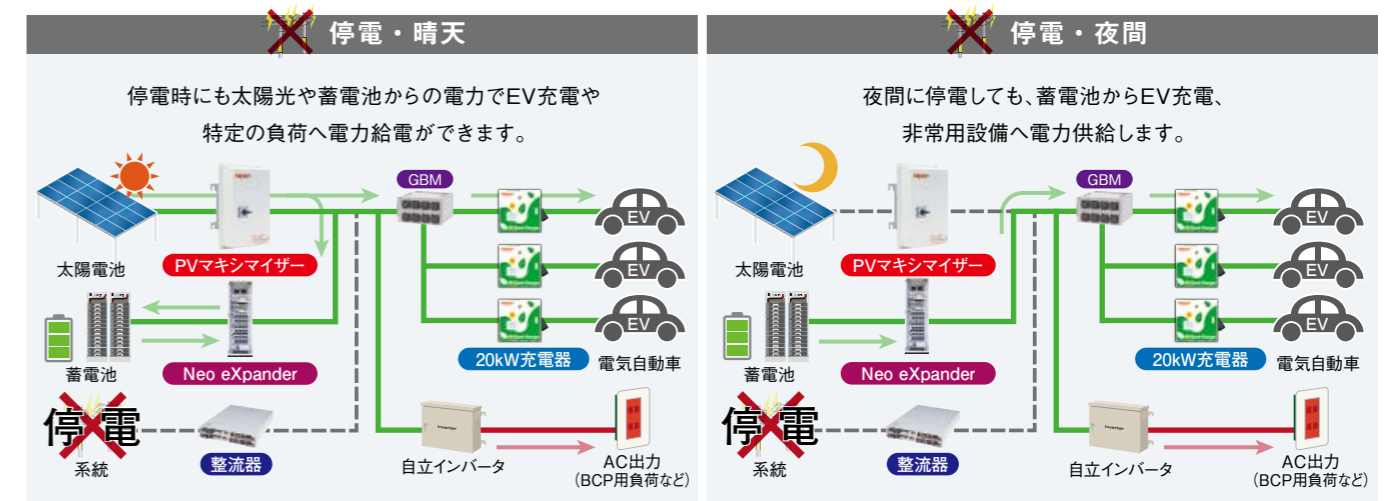 停電・晴天
停電時にも太陽光や蓄電池からの電力でEV充電や
特定の負荷へ電力給電ができます。
GBM
EV
太陽電池
PVマキシマイザー
EV
EV
蓄電池
Neo eXpander
20kW充電器
電気自動車
停電
系統
整流器
Inverter
自立インバータ
AC出力
(BCP用負荷など)
停電・夜間
夜間に停電しても、蓄電池からEV充電、
非常用設備へ電力供給します。
GBM
EV
太陽電池
PVマキシマイザー
EV
EV
蓄電池
Neo eXpander
20kW充電器
電気自動車
停電
系統
整流器
Inverter
自立インバータ
AC出力
(BCP用負荷など)